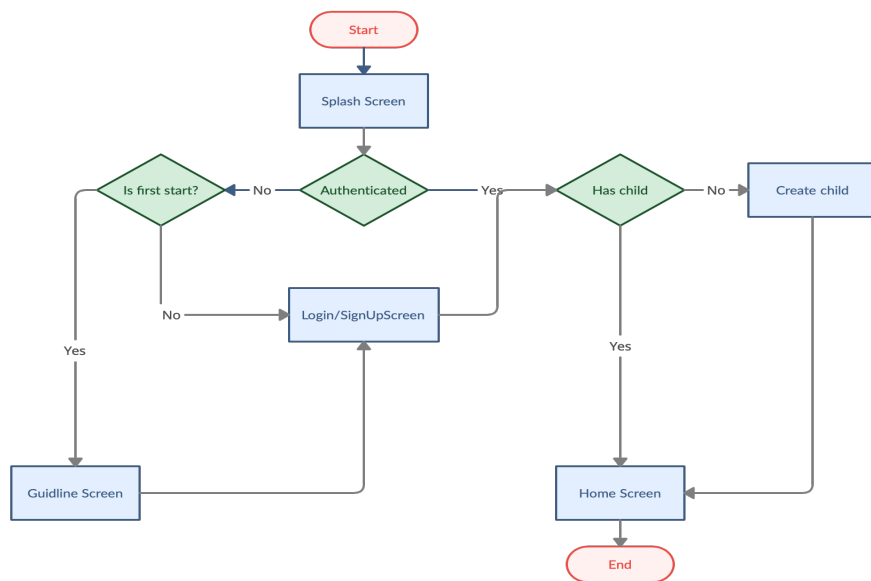 Start
Splash Screen
Is first start?
No
Authenticated
Yes
Has child
No
Create child
No
Login/SignUpScreen
Yes
Yes
Guidline Screen
Home Screen
End